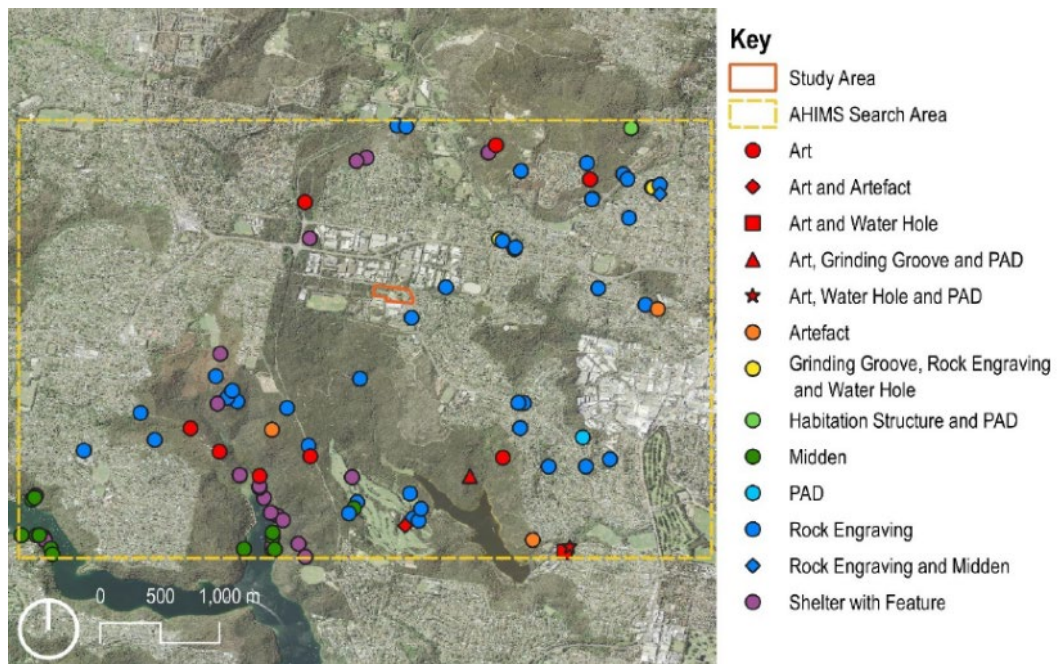 Key
Study Area
AHIMS Search Area
Art
Art and Artefact
Art and Water Hole
Art, Grinding Groove and PAD
Art, Water Hole and PAD
Artefact
Grinding Groove, Rock Engraving
and Water Hole
Habitation Structure and PAD
Midden
PAD
Rock Engraving
Rock Engraving and Midden
Shelter with Feature
0 500 1,000 m